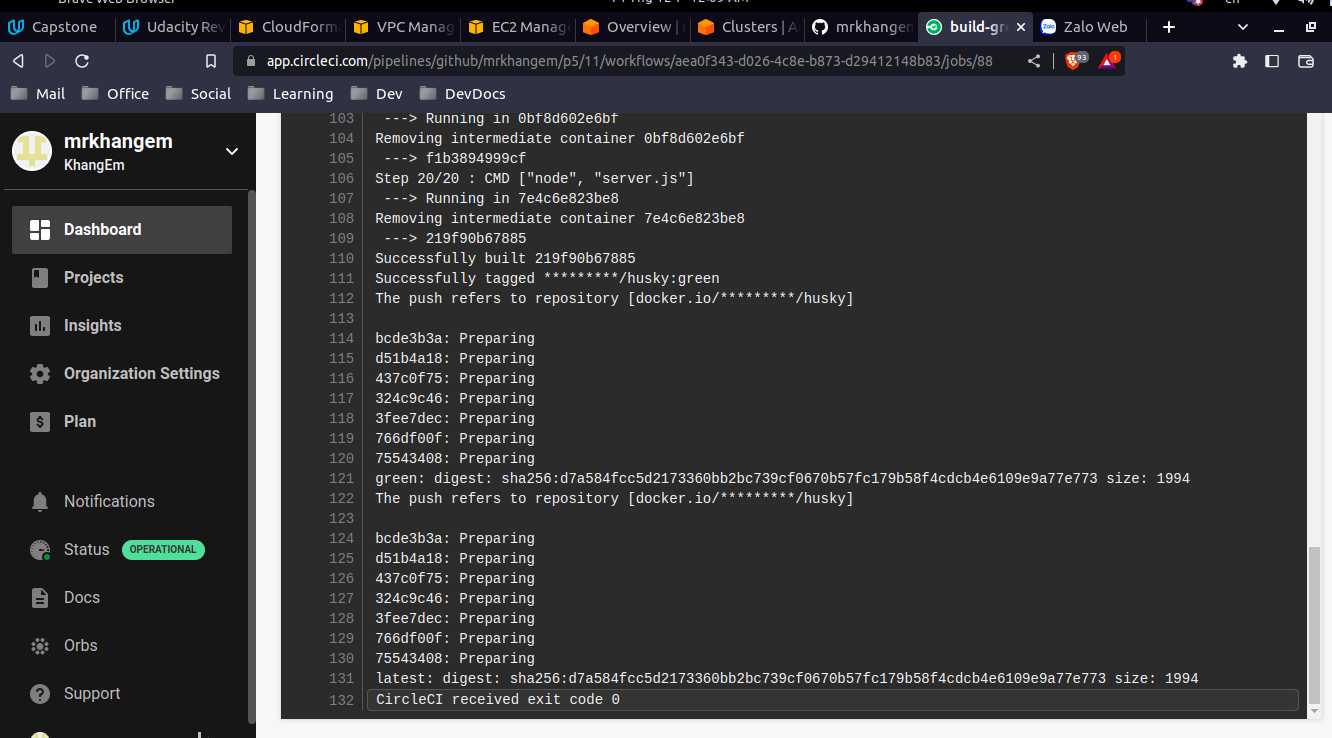 Brave Web Browser
Capstone
Udacity Rev
CloudForm
VPC Manag
EC2 Manag
Overview |
Clusters | A
mrkhangem
build-gre
Zalo Web
app.circleci.com/pipelines/github/mrkhangem/p5/11/workflows/aea0f343-d026-4c8e-b873-d29412148b83/jobs/88
93
1
Mail
Office
Social
Learning
Dev
DevDocs
mrkhangem
KhangEm
Dashboard
Projects
Insights
Organization Settings
Plan
Notifications
Status OPERATIONAL
Docs
Orbs
Support
103 ---> Running in 0bf8d602e6bf
104 Removing intermediate container 0bf8d602e6bf
105 ---> f1b3894999cf
106 Step 20/20 : CMD ["node", "server.js"]
107 ---> Running in 7e4c6e823be8
108 Removing intermediate container 7e4c6e823be8
109 ---> 219f90b67885
110 Successfully built 219f90b67885
111 Successfully tagged *********/husky:green
112 The push refers to repository [docker.io/*********/husky]
113
114 bcde3b3a: Preparing
115 d51b4a18: Preparing
116 437c0f75: Preparing
117 324c9c46: Preparing
118 3fee7dec: Preparing
119 766df00f: Preparing
120 75543408: Preparing
121 green: digest: sha256:d7a584fcc5d2173360bb2bc739cf0670b57fc179b58f4cdcb4e6109e9a77e773 size: 1994
122 The push refers to repository [docker.io/*********/husky]
123
124 bcde3b3a: Preparing
125 d51b4a18: Preparing
126 437c0f75: Preparing
127 324c9c46: Preparing
128 3fee7dec: Preparing
129 766df00f: Preparing
130 75543408: Preparing
131 latest: digest: sha256:d7a584fcc5d2173360bb2bc739cf0670b57fc179b58f4cdcb4e6109e9a77e773 size: 1994
132 CircleCI received exit code 0